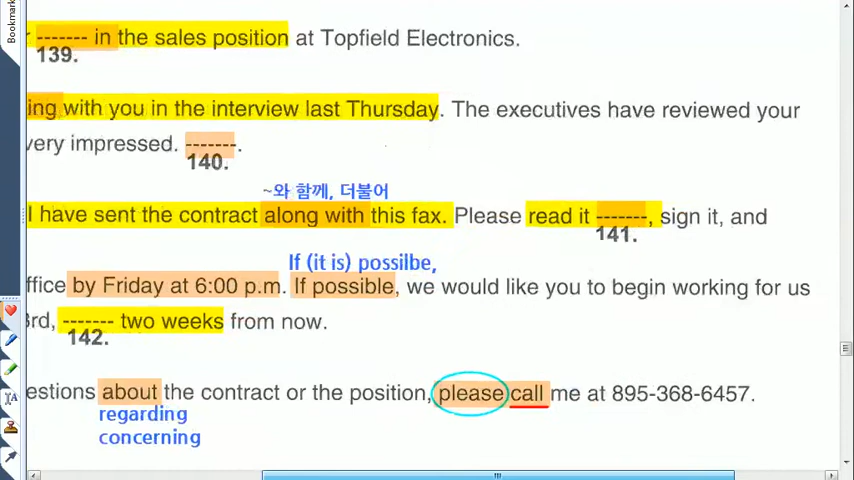 Bookmark
r ------- in the sales position at Topfield Electronics.
139.
ing with you in the interview last Thursday. The executives have reviewed your
very impressed. -------.
140.
~와 함께, 더불어
I have sent the contract along with this fax. Please read it -------, sign it, and
141.
If (it is) possilbe,
ffice by Friday at 6:00 p.m. If possible, we would like you to begin working for us
3rd, ------- two weeks from now.
142.
estions about the contract or the position, please call me at 895-368-6457.
regarding
concerning